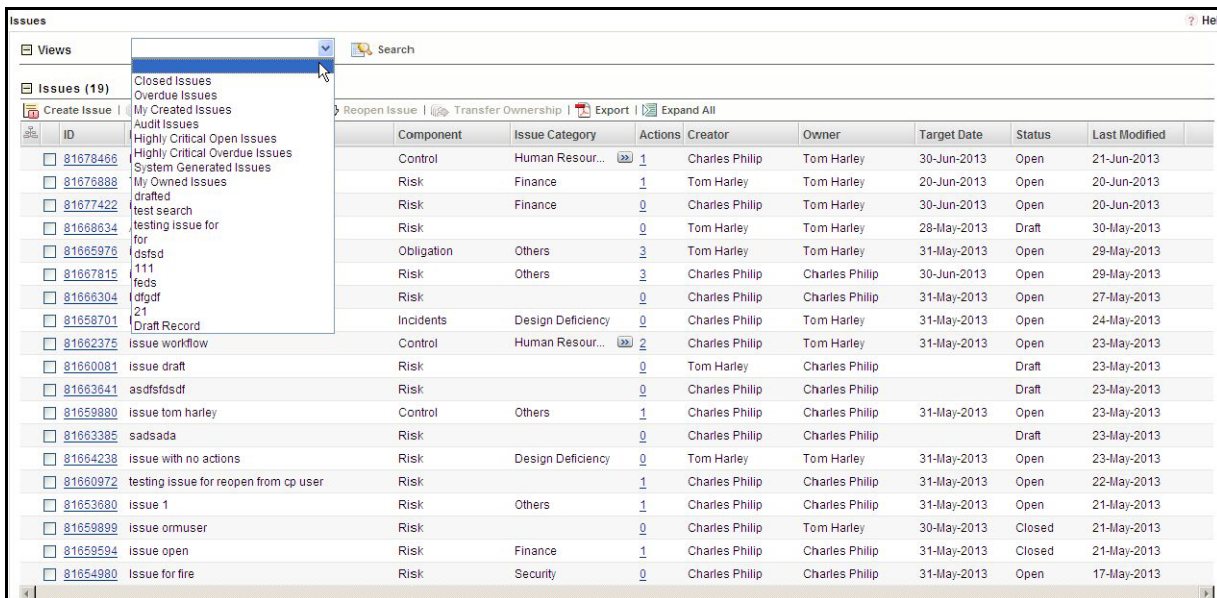 Issues ? Hel
Views Search
Closed Issues
Issues (19) Overdue Issues
Create Issue | My Created Issues Reopen Issue | Transfer Ownership | Export | Expand All
Audit Issues
ID Highly Critical Open Issues Component Issue Category Actions Creator Owner Target Date Status Last Modified
Highly Critical Overdue Issues
81678466 System Generated Issues Control Human Resour... 1 Charles Philip Tom Harley 30-Jun-2013 Open 21-Jun-2013
81676888 My Owned Issues Risk Finance 1 Tom Harley Tom Harley 20-Jun-2013 Open 20-Jun-2013
drafted
81677422 test search Risk Finance 0 Charles Philip Tom Harley 30-Jun-2013 Open 20-Jun-2013
81668634 testing issue for Risk 0 Tom Harley Tom Harley 28-May-2013 Draft 30-May-2013
for
81665976 dsfsd Obligation Others 3 Tom Harley Tom Harley 31-May-2013 Open 29-May-2013
81667815 111 Risk Others 3 Charles Philip Charles Philip 30-Jun-2013 Open 29-May-2013
feds
81666304 dfgdf Risk 0 Charles Philip Charles Philip 31-May-2013 Open 27-May-2013
21
81658701 Draft Record Incidents Design Deficiency 0 Charles Philip Tom Harley 31-May-2013 Open 24-May-2013
81662375 issue workflow Control Human Resour... 2 Charles Philip Tom Harley 31-May-2013 Open 23-May-2013
81660081 issue draft Risk 0 Tom Harley Charles Philip Draft 23-May-2013
81663641 asdfsfdsdf Risk 0 Charles Philip Charles Philip Draft 23-May-2013
81659880 issue tom harley Control Others 1 Charles Philip Tom Harley 31-May-2013 Open 23-May-2013
81663385 sadsada Risk 0 Charles Philip Charles Philip Draft 23-May-2013
81664238 issue with no actions Risk Design Deficiency 0 Tom Harley Tom Harley 31-May-2013 Open 23-May-2013
81660972 testing issue for reopen from cp user Risk 1 Charles Philip Charles Philip 31-May-2013 Open 22-May-2013
81653680 issue 1 Risk Others 1 Charles Philip Charles Philip 31-May-2013 Open 21-May-2013
81659899 issue ormuser Risk 0 Charles Philip Tom Harley 30-May-2013 Closed 21-May-2013
81659594 issue open Risk Finance 1 Charles Philip Charles Philip 31-May-2013 Closed 21-May-2013
81654980 Issue for fire Risk Security 0 Charles Philip Charles Philip 31-May-2013 Open 17-May-2013